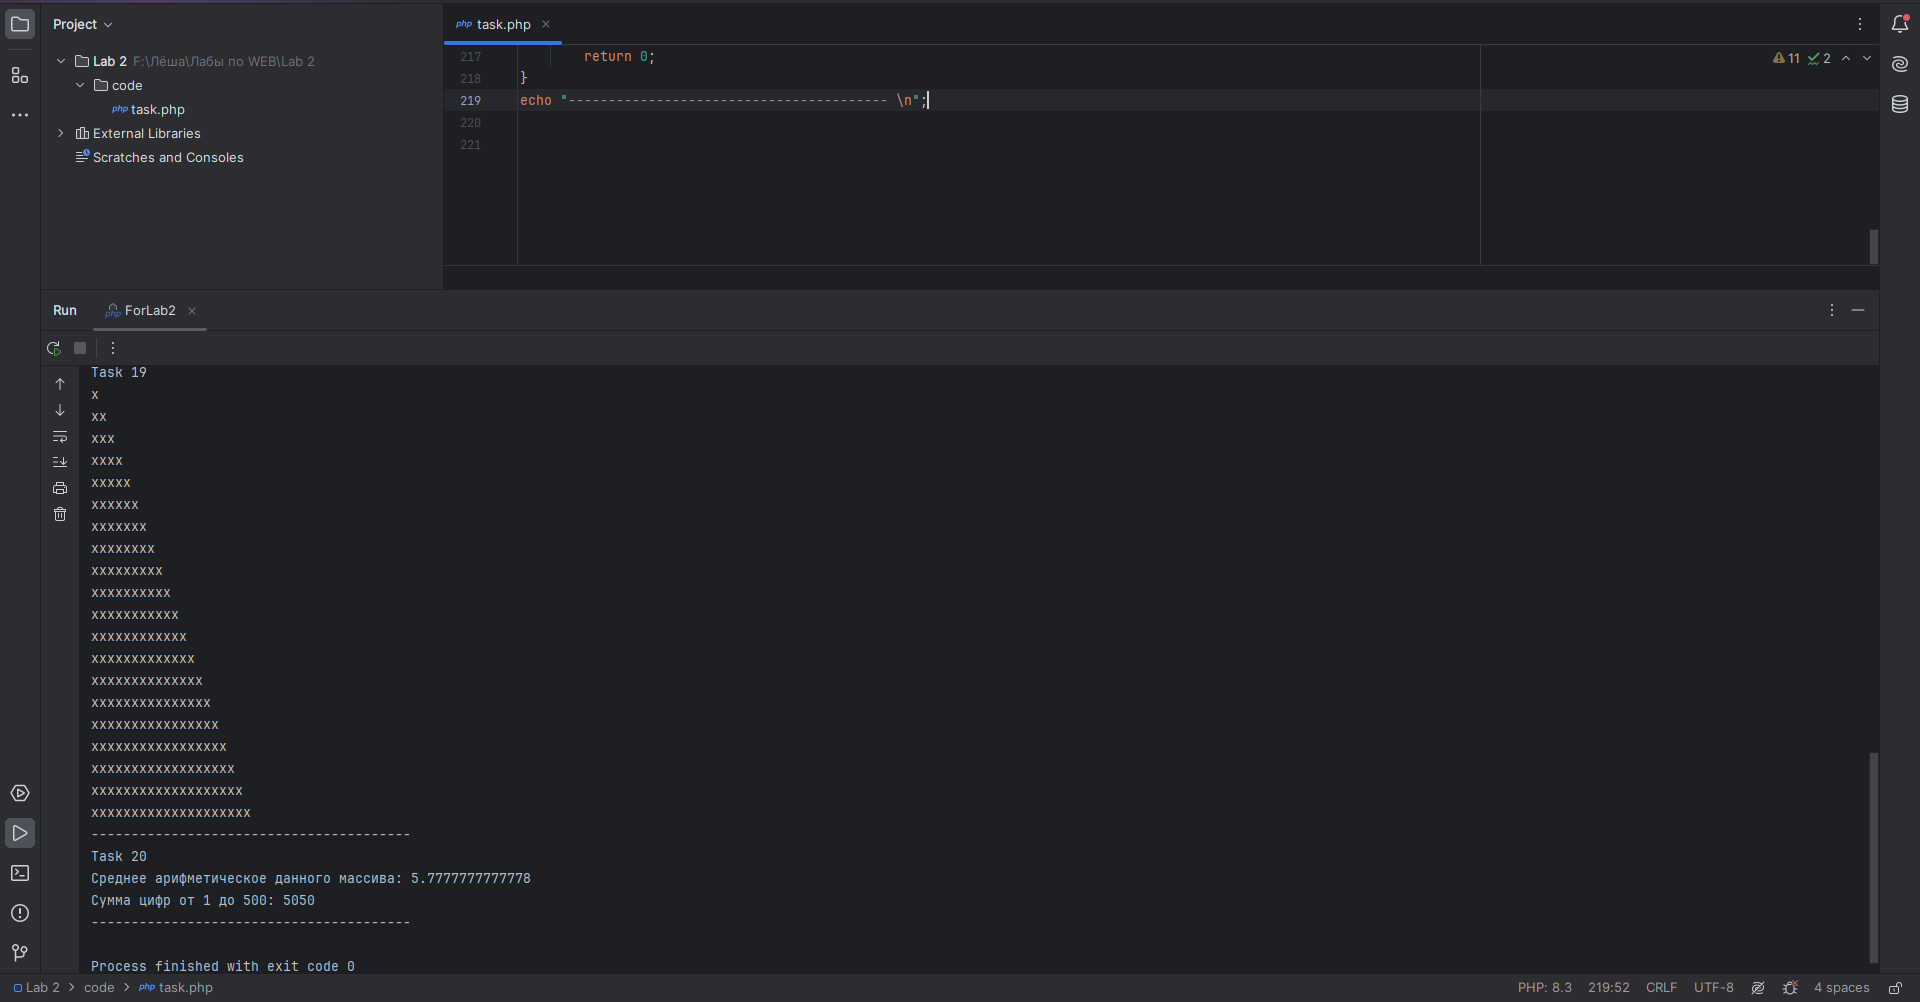 Project
Lab 2 F:\Лёша\Лабы по WEB\Lab 2
code
php task.php
External Libraries
Scratches and Consoles
php task.php
217 return 0;
218 }
219 echo "---------------------------------------- \n";
220
221
11 2
Run
php ForLab2
Task 19
x
xx
xxx
xxxx
xxxxx
xxxxxx
xxxxxxx
xxxxxxxx
xxxxxxxxx
xxxxxxxxxx
xxxxxxxxxxx
xxxxxxxxxxxx
xxxxxxxxxxxxx
xxxxxxxxxxxxxx
xxxxxxxxxxxxxxx
xxxxxxxxxxxxxxxx
xxxxxxxxxxxxxxxxx
xxxxxxxxxxxxxxxxxx
xxxxxxxxxxxxxxxxxxx
xxxxxxxxxxxxxxxxxxxx
----------------------------------------
Task 20
Среднее арифметическое данного массива: 5.7777777777778
Сумма цифр от 1 до 500: 5050
----------------------------------------
Process finished with exit code 0
Lab 2 > code > php task.php
PHP: 8.3 219:52 CRLF UTF-8 4 spaces